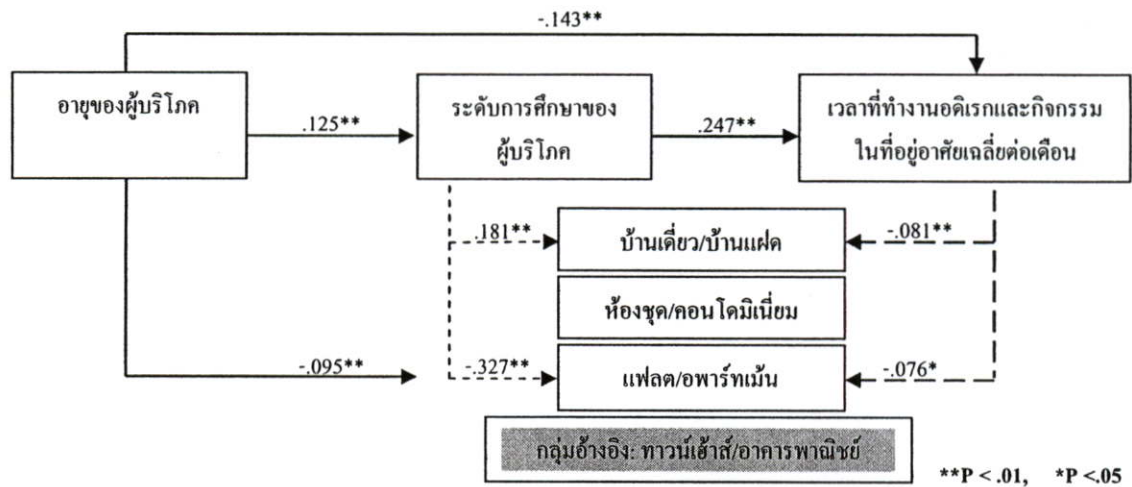 -.143**
อายุของผู้บริโภค
.125**
ระดับการศึกษาของ
ผู้บริโภค
.247**
เวลาที่ทำงานอดิเรกและกิจกรรม
ในที่อยู่อาศัยเฉลี่ยต่อเดือน
.181**
บ้านเดี่ยว/บ้านแฝด
-.081**
ห้องชุด/คอนโดมิเนี่ยม
-.095**
-.327**
แฟลต/อพาร์ทเม้น
-.076*
กลุ่มอ้างอิง: ทาวน์เฮ้าส์/อาคารพาณิชย์
**P < .01, *P <.05